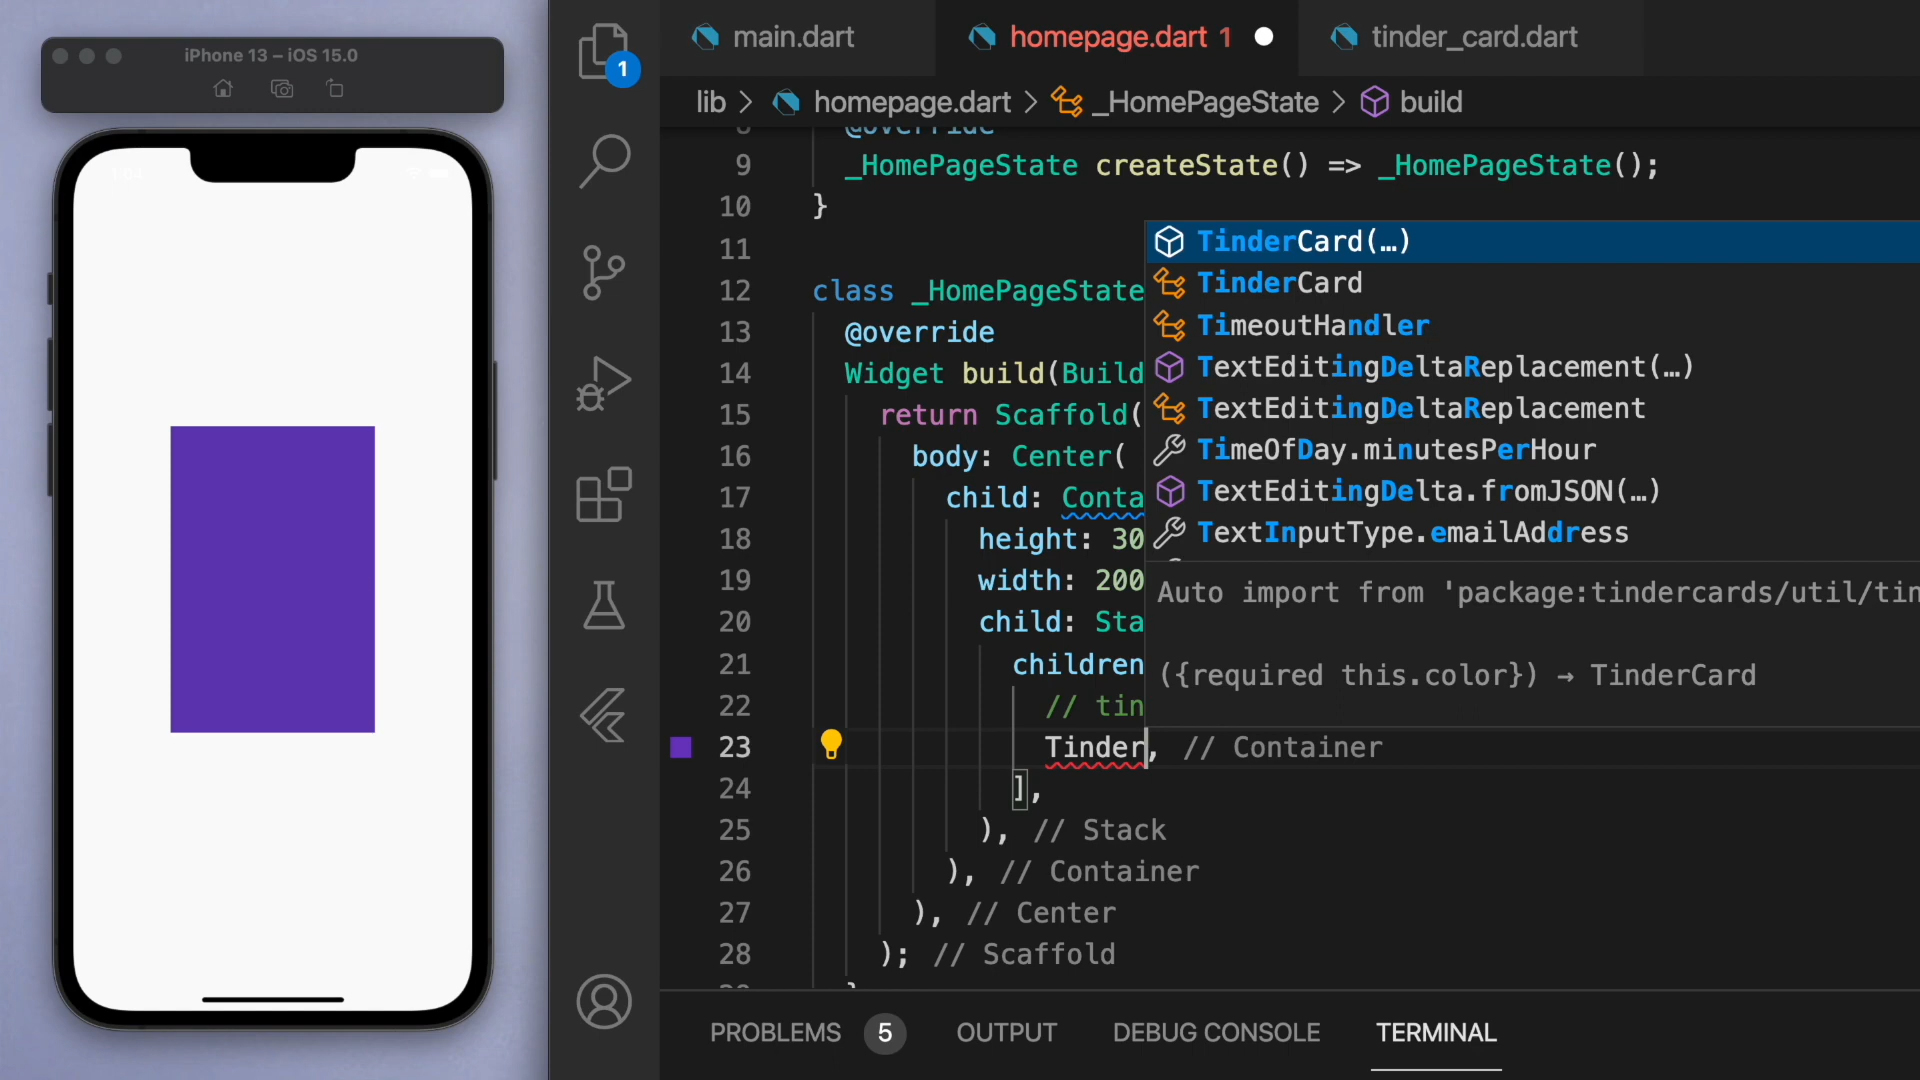 iPhone 13 – iOS 15.0
1
main.dart
homepage.dart 1
tinder_card.dart
lib > homepage.dart > _HomePageState > build
@override
9 _HomePageState createState() => _HomePageState();
10 }
11
12 class _HomePageState
13 @override
14 Widget build(Build
15 return Scaffold(
16 body: Center(
17 child: Conta
18 height: 30
19 width: 200
20 child: Sta
21 children
22 // tin
23 Tinder, // Container
24 ],
25 ), // Stack
26 ), // Container
27 ), // Center
28 ); // Scaffold
TinderCard(…)
TinderCard
TimeoutHandler
TextEditingDeltaReplacement(…)
TextEditingDeltaReplacement
TimeOfDay.minutesPerHour
TextEditingDelta.fromJSON(…)
TextInputType.emailAddress
Auto import from 'package:tindercards/util/tin
({required this.color}) → TinderCard
PROBLEMS 5 OUTPUT DEBUG CONSOLE TERMINAL